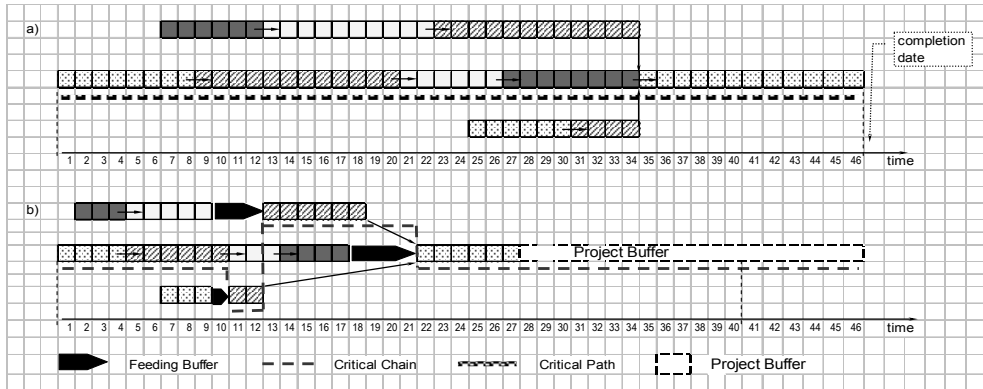 a)
completion
date
1 2 3 4 5 6 7 8 9 10 11 12 13 14 15 16 17 18 19 20 21 22 23 24 25 26 27 28 29 30 31 32 33 34 35 36 37 38 39 40 41 42 43 44 45 46 time
b)
Project Buffer
1 2 3 4 5 6 7 8 9 10 11 12 13 14 15 16 17 18 19 20 21 22 23 24 25 26 27 28 29 30 31 32 33 34 35 36 37 38 39 40 41 42 43 44 45 46 time
Feeding Buffer Critical Chain Critical Path Project Buffer